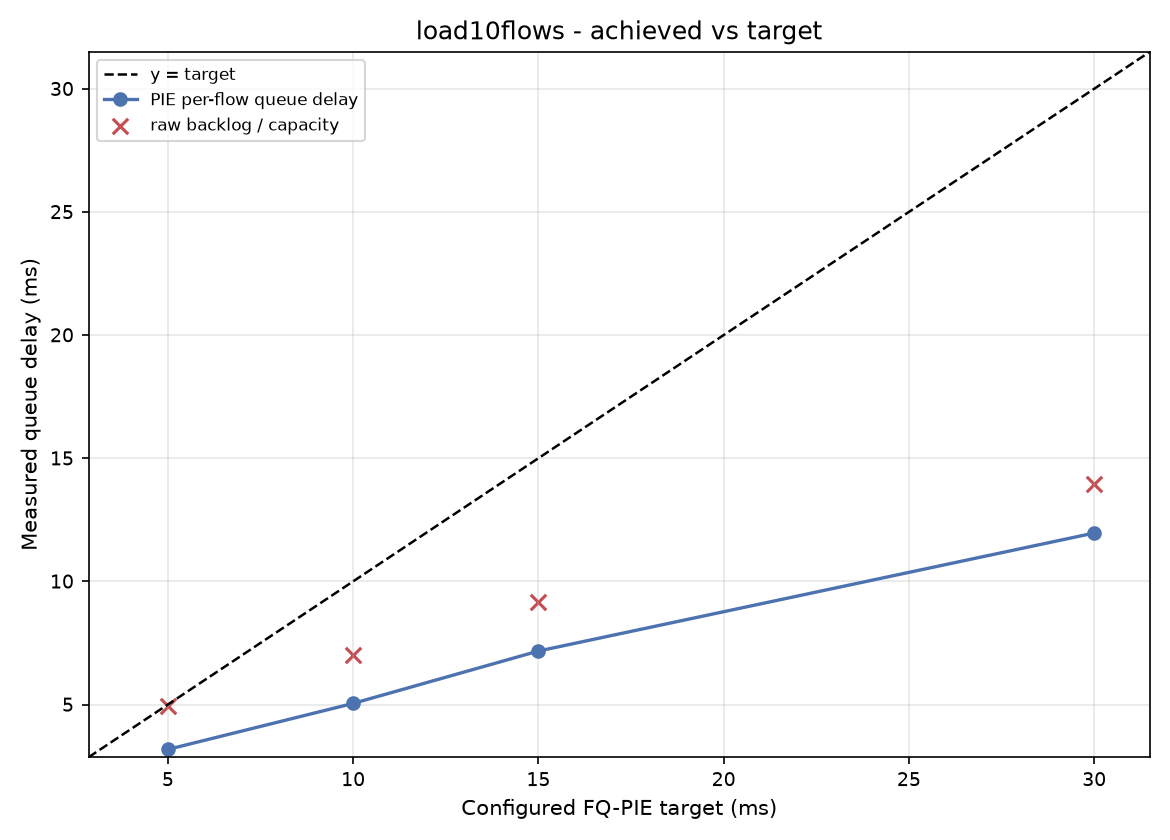 load10flows - achieved vs target
y = target
PIE per-flow queue delay
raw backlog / capacity
Measured queue delay (ms)
30
25
20
15
10
5
5 10 15 20 25 30
Configured FQ-PIE target (ms)